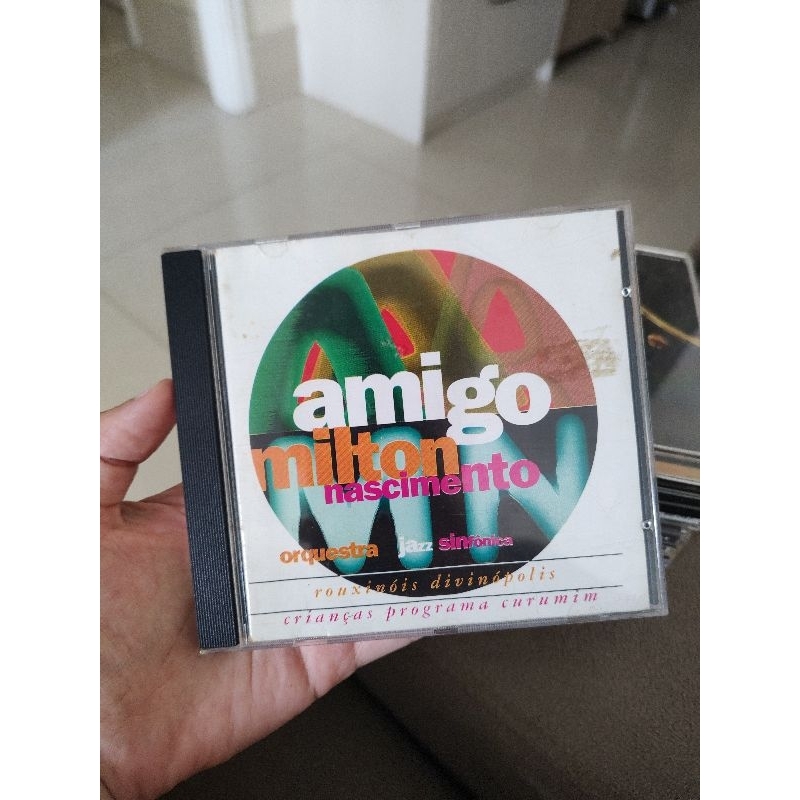 amigo
milton
nascimento
orquestra jazz sinfônica
rouxinóis divinópolis
crianças programa curumim